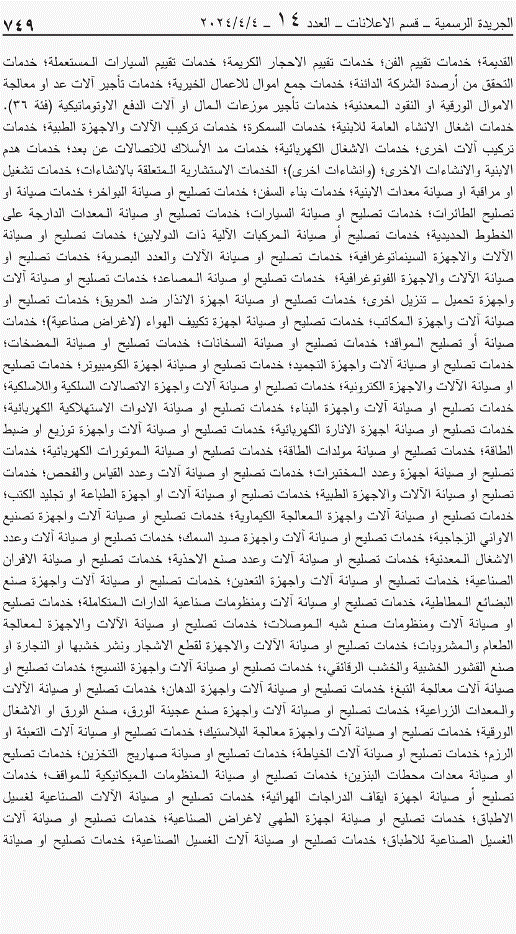 الجريدة الرسمية ــ قسم الاعلانات ــ العدد ١٤ ــ ٢٠٢٤/٤/٤ ٧٤٩
القديمة؛ خدمات تقييم الفن؛ خدمات تقييم الاحجار الكريمة؛ خدمات تقييم السيارات المستعملة؛ خدمات
التحقق من أرصدة الشركة الدائنة؛ خدمات جمع اموال للاعمال الخيرية؛ خدمات تأجير آلات عد او معالجة
الاموال الورقية او النقود المعدنية؛ خدمات تأجير موزعات المال او آلات الدفع الاوتوماتيكية (فئة ٣٦).
خدمات اشغال الانشاء العامة للابنية؛ خدمات السمكرة؛ خدمات تركيب الآلات والاجهزة الطبية؛ خدمات
تركيب آلات اخرى؛ خدمات الاشغال الكهربائية؛ خدمات مد الأسلاك للاتصالات عن بعد؛ خدمات هدم
الابنية والانشاءات الاخرى؛ (وانشاءات اخرى)؛ الخدمات الاستشارية المتعلقة بالانشاءات؛ خدمات تشغيل
او مراقبة او صيانة معدات الابنية؛ خدمات بناء السفن؛ خدمات تصليح او صيانة البواخر؛ خدمات صيانة او
تصليح الطائرات؛ خدمات تصليح او صيانة السيارات؛ خدمات تصليح او صيانة المعدات الدارجة على
الخطوط الحديدية؛ خدمات تصليح أو صيانة المركبات الآلية ذات الدولابين؛ خدمات تصليح او صيانة
الآلات والاجهزة السينماتوغرافية؛ خدمات تصليح او صيانة الآلات والعدد البصرية؛ خدمات تصليح او
صيانة الآلات والاجهزة الفوتوغرافية؛ خدمات تصليح او صيانة المصاعد؛ خدمات تصليح او صيانة آلات
واجهزة تحميل ــ تنزيل اخرى؛ خدمات تصليح او صيانة اجهزة الانذار ضد الحريق؛ خدمات تصليح او
صيانة آلات واجهزة المكاتب؛ خدمات تصليح او صيانة اجهزة تكييف الهواء (لاغراض صناعية)؛ خدمات
صيانة أو تصليح المواقد؛ خدمات تصليح او صيانة السخانات؛ خدمات تصليح او صيانة المضخات؛
خدمات تصليح او صيانة آلات واجهزة التجميد؛ خدمات تصليح او صيانة اجهزة الكومبيوتر؛ خدمات تصليح
او صيانة الآلات والاجهزة الكترونية؛ خدمات تصليح او صيانة آلات واجهزة الاتصالات السلكية واللاسلكية؛
خدمات تصليح او صيانة آلات واجهزة البناء؛ خدمات تصليح او صيانة الادوات الاستهلاكية الكهربائية؛
خدمات تصليح او صيانة اجهزة الانارة الكهربائية؛ خدمات تصليح او صيانة آلات واجهزة توزيع او ضبط
الطاقة؛ خدمات تصليح او صيانة مولدات الطاقة؛ خدمات تصليح او صيانة الموتورات الكهربائية؛ خدمات
تصليح او صيانة اجهزة وعدد المختبرات؛ خدمات تصليح او صيانة آلات وعدد القياس والفحص؛ خدمات
تصليح او صيانة الآلات والاجهزة الطبية؛ خدمات تصليح او صيانة آلات او اجهزة الطباعة او تجليد الكتب؛
خدمات تصليح او صيانة آلات واجهزة المعالجة الكيماوية؛ خدمات تصليح او صيانة آلات واجهزة تصنيع
الاواني الزجاجية؛ خدمات تصليح او صيانة آلات واجهزة صيد السمك؛ خدمات تصليح او صيانة آلات وعدد
الاشغال المعدنية؛ خدمات تصليح او صيانة آلات وعدد صنع الاحذية؛ خدمات تصليح او صيانة الافران
الصناعية؛ خدمات تصليح او صيانة آلات واجهزة التعدين؛ خدمات تصليح او صيانة آلات واجهزة صنع
البضائع المطاطية، خدمات تصليح او صيانة آلات ومنظومات صناعية الدارات المتكاملة؛ خدمات تصليح
او صيانة آلات ومنظومات صنع شبه الموصلات؛ خدمات تصليح او صيانة الآلات والاجهزة لمعالجة
الطعام والمشروبات؛ خدمات تصليح او صيانة الآلات والاجهزة لقطع الاشجار ونشر خشبها او النجارة او
صنع القشور الخشبية والخشب الرقائقي،؛ خدمات تصليح او صيانة آلات واجهزة النسيج؛ خدمات تصليح او
صيانة آلات معالجة التبغ؛ خدمات تصليح او صيانة آلات واجهزة الدهان؛ خدمات تصليح او صيانة الآلات
والمعدات الزراعية؛ خدمات تصليح او صيانة آلات واجهزة صنع عجينة الورق، صنع الورق او الاشغال
الورقية؛ خدمات تصليح او صيانة آلات واجهزة معالجة البلاستيك؛ خدمات تصليح او صيانة آلات التعبئة او
الرزم؛ خدمات تصليح او صيانة آلات الخياطة؛ خدمات تصليح او صيانة صهاريج التخزين؛ خدمات تصليح
او صيانة معدات محطات البنزين؛ خدمات تصليح او صيانة المنظومات الميكانيكية للمواقف؛ خدمات
تصليح أو صيانة اجهزة ايقاف الدراجات الهوائية؛ خدمات تصليح او صيانة الآلات الصناعية لغسيل
الاطباق؛ خدمات تصليح او صيانة اجهزة الطهي لاغراض الصناعية؛ خدمات تصليح او صيانة آلات
الغسيل الصناعية للاطباق؛ خدمات تصليح او صيانة آلات الغسيل الصناعية؛ خدمات تصليح او صيانة